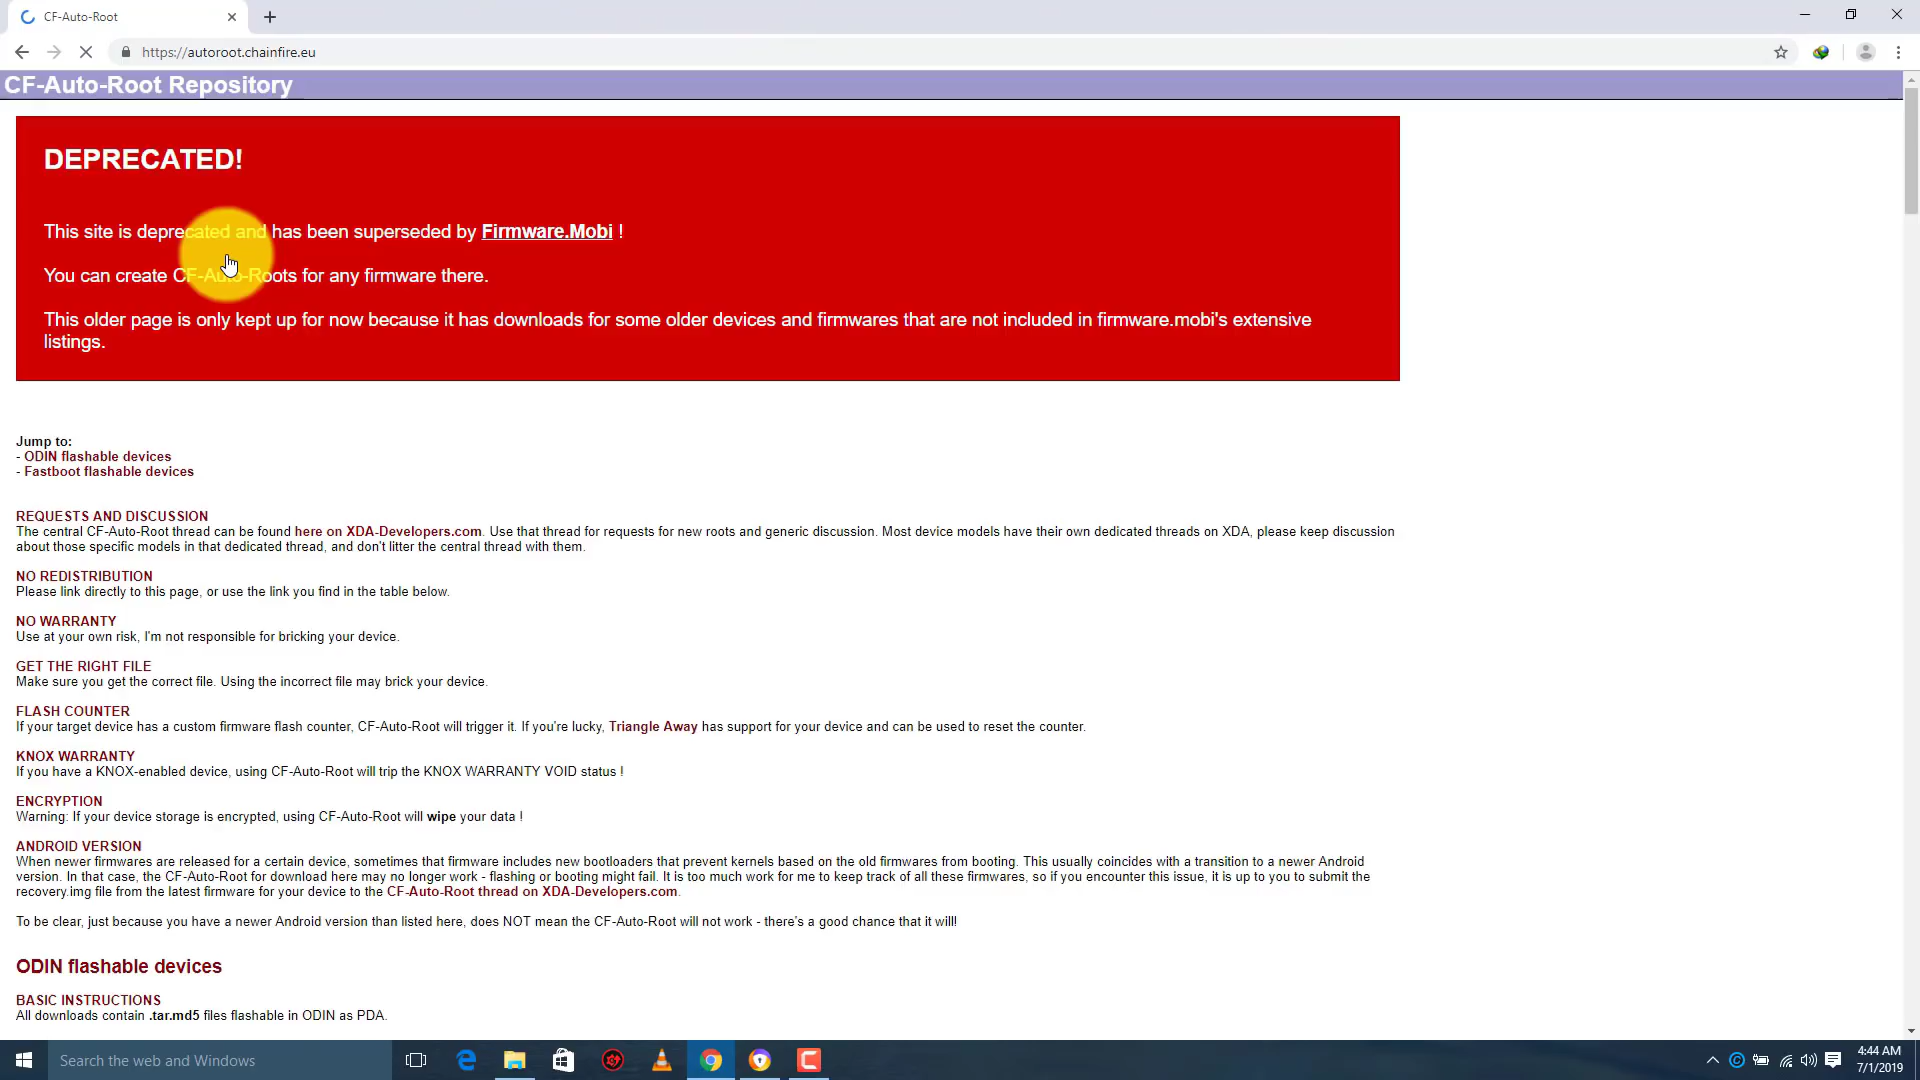 CF-Auto-Root
https://autoroot.chainfire.eu
CF-Auto-Root Repository
DEPRECATED!
This site is deprecated and has been superseded by Firmware.Mobi !
You can create CF-Auto-Roots for any firmware there.
This older page is only kept up for now because it has downloads for some older devices and firmwares that are not included in firmware.mobi's extensive
listings.
Jump to:
- ODIN flashable devices
- Fastboot flashable devices
REQUESTS AND DISCUSSION
The central CF-Auto-Root thread can be found here on XDA-Developers.com. Use that thread for requests for new roots and generic discussion. Most device models have their own dedicated threads on XDA, please keep discussion
about those specific models in that dedicated thread, and don't litter the central thread with them.
NO REDISTRIBUTION
Please link directly to this page, or use the link you find in the table below.
NO WARRANTY
Use at your own risk, I'm not responsible for bricking your device.
GET THE RIGHT FILE
Make sure you get the correct file. Using the incorrect file may brick your device.
FLASH COUNTER
If your target device has a custom firmware flash counter, CF-Auto-Root will trigger it. If you're lucky, Triangle Away has support for your device and can be used to reset the counter.
KNOX WARRANTY
If you have a KNOX-enabled device, using CF-Auto-Root will trip the KNOX WARRANTY VOID status !
ENCRYPTION
Warning: If your device storage is encrypted, using CF-Auto-Root will wipe your data !
ANDROID VERSION
When newer firmwares are released for a certain device, sometimes that firmware includes new bootloaders that prevent kernels based on the old firmwares from booting. This usually coincides with a transition to a newer Android
version. In that case, the CF-Auto-Root for download here may no longer work - flashing or booting might fail. It is too much work for me to keep track of all these firmwares, so if you encounter this issue, it is up to you to submit the
recovery.img file from the latest firmware for your device to the CF-Auto-Root thread on XDA-Developers.com.
To be clear, just because you have a newer Android version than listed here, does NOT mean the CF-Auto-Root will not work - there's a good chance that it will!
ODIN flashable devices
BASIC INSTRUCTIONS
All downloads contain .tar.md5 files flashable in ODIN as PDA.
Search the web and Windows
4:44 AM
7/1/2019